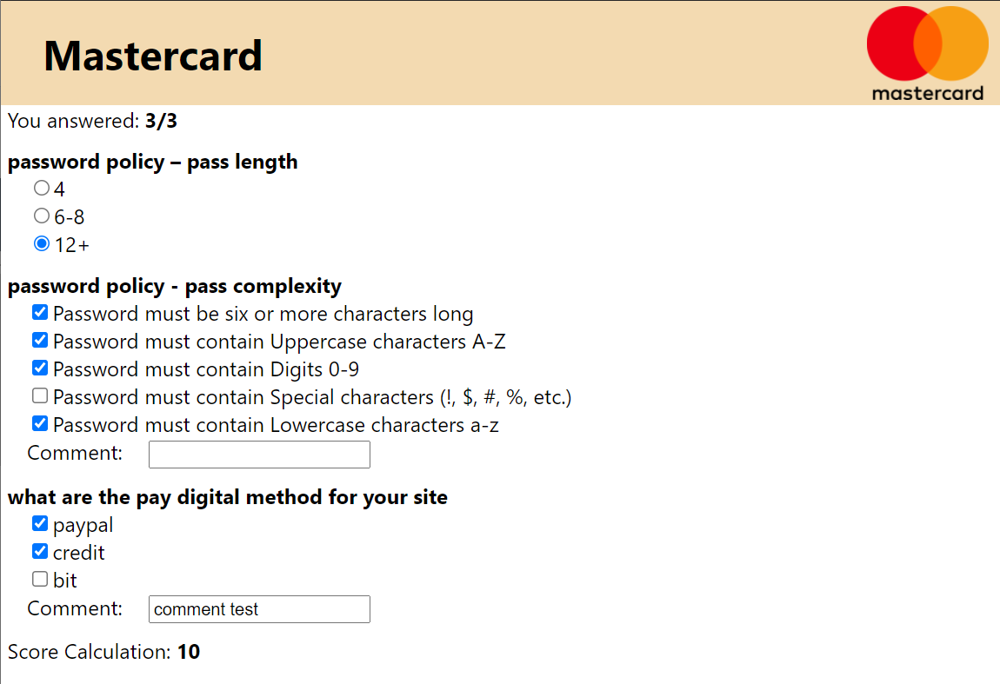 Mastercard
mastercard
You answered: 3/3
password policy – pass length
4
6-8
12+
password policy - pass complexity
Password must be six or more characters long
Password must contain Uppercase characters A-Z
Password must contain Digits 0-9
Password must contain Special characters (!, $, #, %, etc.)
Password must contain Lowercase characters a-z
Comment:
what are the pay digital method for your site
paypal
credit
bit
Comment: comment test
Score Calculation: 10